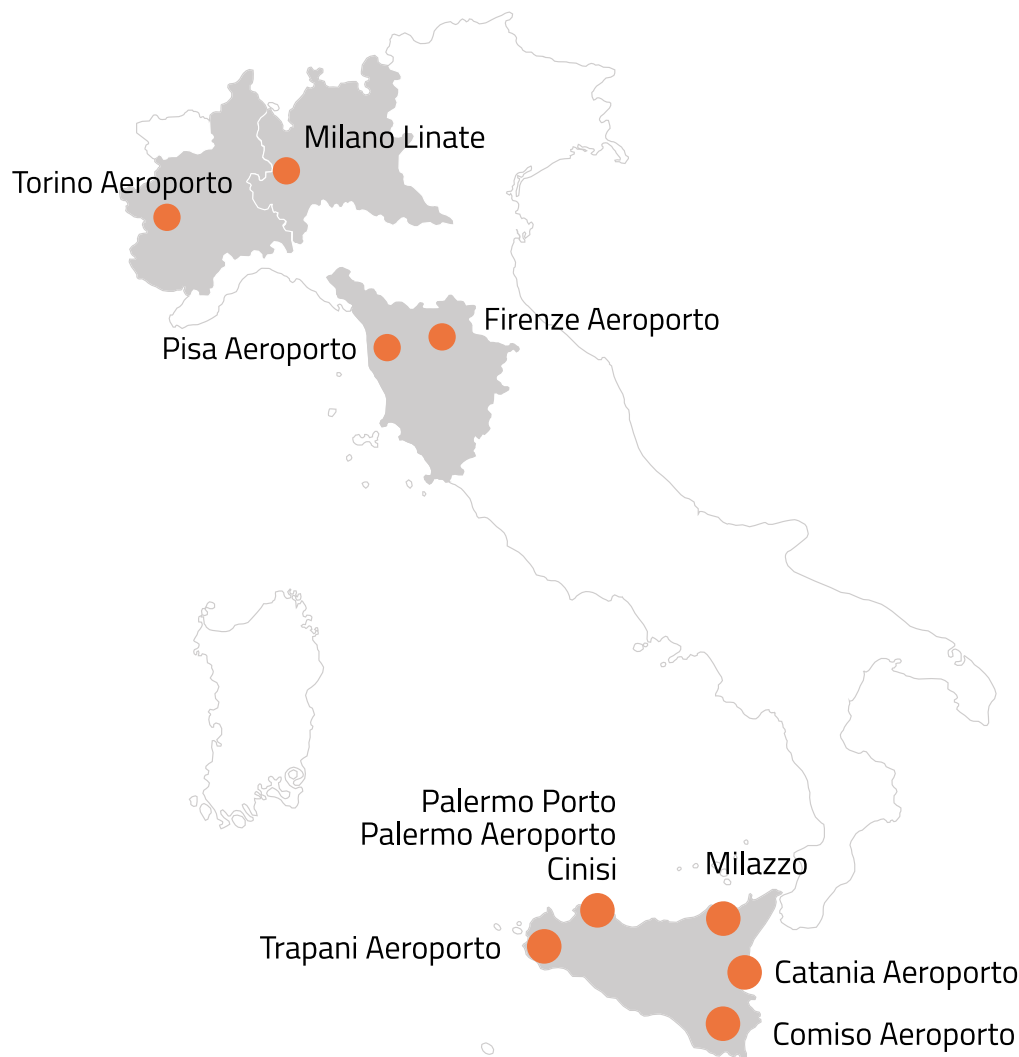 Milano Linate
Torino Aeroporto
Firenze Aeroporto
Pisa Aeroporto
Palermo Porto
Palermo Aeroporto
Cinisi
Milazzo
Trapani Aeroporto
Catania Aeroporto
Comiso Aeroporto